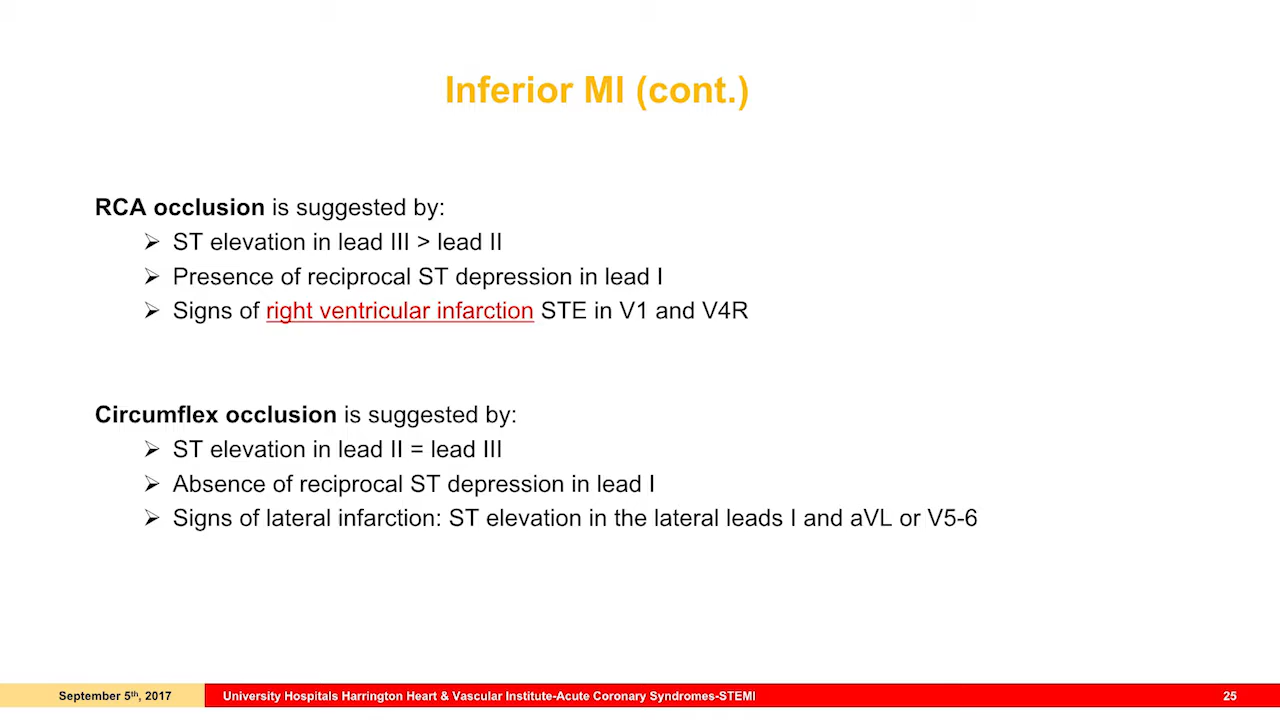 Inferior MI (cont.)
RCA occlusion is suggested by:
➢ ST elevation in lead III > lead II
➢ Presence of reciprocal ST depression in lead I
➢ Signs of right ventricular infarction STE in V1 and V4R
Circumflex occlusion is suggested by:
➢ ST elevation in lead II = lead III
➢ Absence of reciprocal ST depression in lead I
➢ Signs of lateral infarction: ST elevation in the lateral leads I and aVL or V5-6
September 5th, 2017 University Hospitals Harrington Heart & Vascular Institute-Acute Coronary Syndromes-STEMI 25